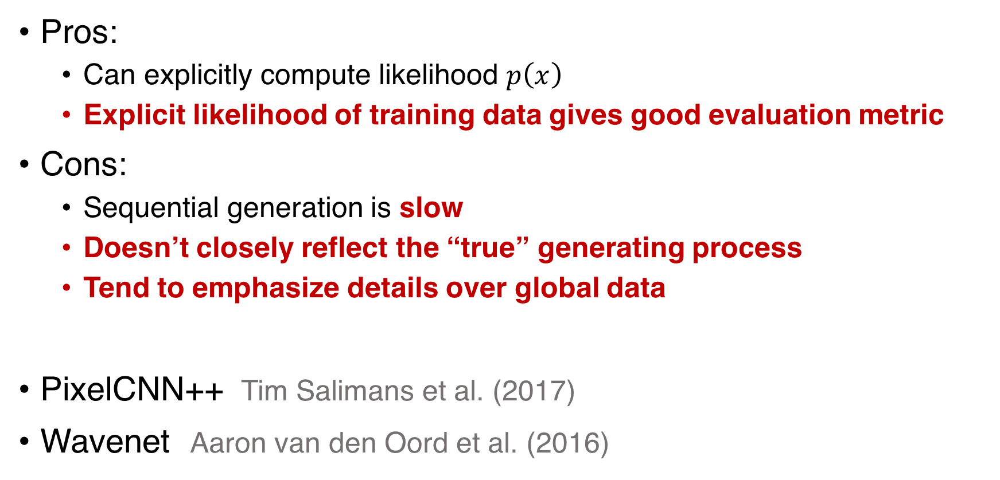 • Pros:
• Can explicitly compute likelihood p(x)
• Explicit likelihood of training data gives good evaluation metric
• Cons:
• Sequential generation is slow
• Doesn’t closely reflect the “true” generating process
• Tend to emphasize details over global data
• PixelCNN++ Tim Salimans et al. (2017)
• Wavenet Aaron van den Oord et al. (2016)